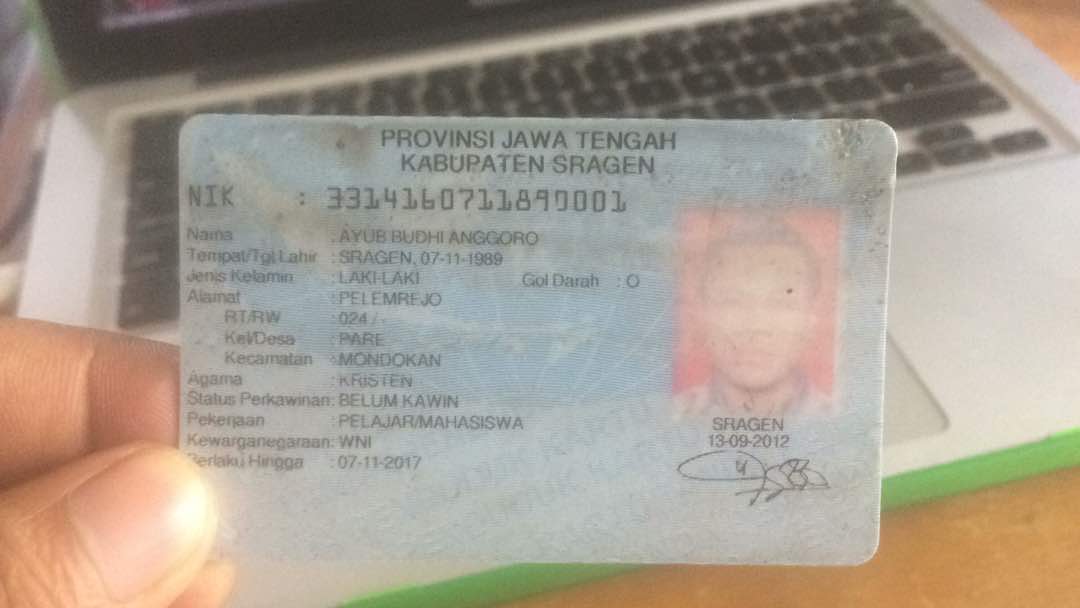 PROVINSI JAWA TENGAH
KABUPATEN SRAGEN
NIK : 3314160711890001
Nama : AYUB BUDHI ANGGORO
Tempat/Tgl Lahir : SRAGEN, 07-11-1989
Jenis Kelamin : LAKI-LAKI Gol Darah : O
Alamat : PELEMREJO
RT/RW : 024 / -
Kel/Desa : PARE
Kecamatan : MONDOKAN
Agama : KRISTEN
Status Perkawinan: BELUM KAWIN
Pekerjaan : PELAJAR/MAHASISWA
Kewarganegaraan: WNI
Berlaku Hingga : 07-11-2017
SRAGEN
13-09-2012